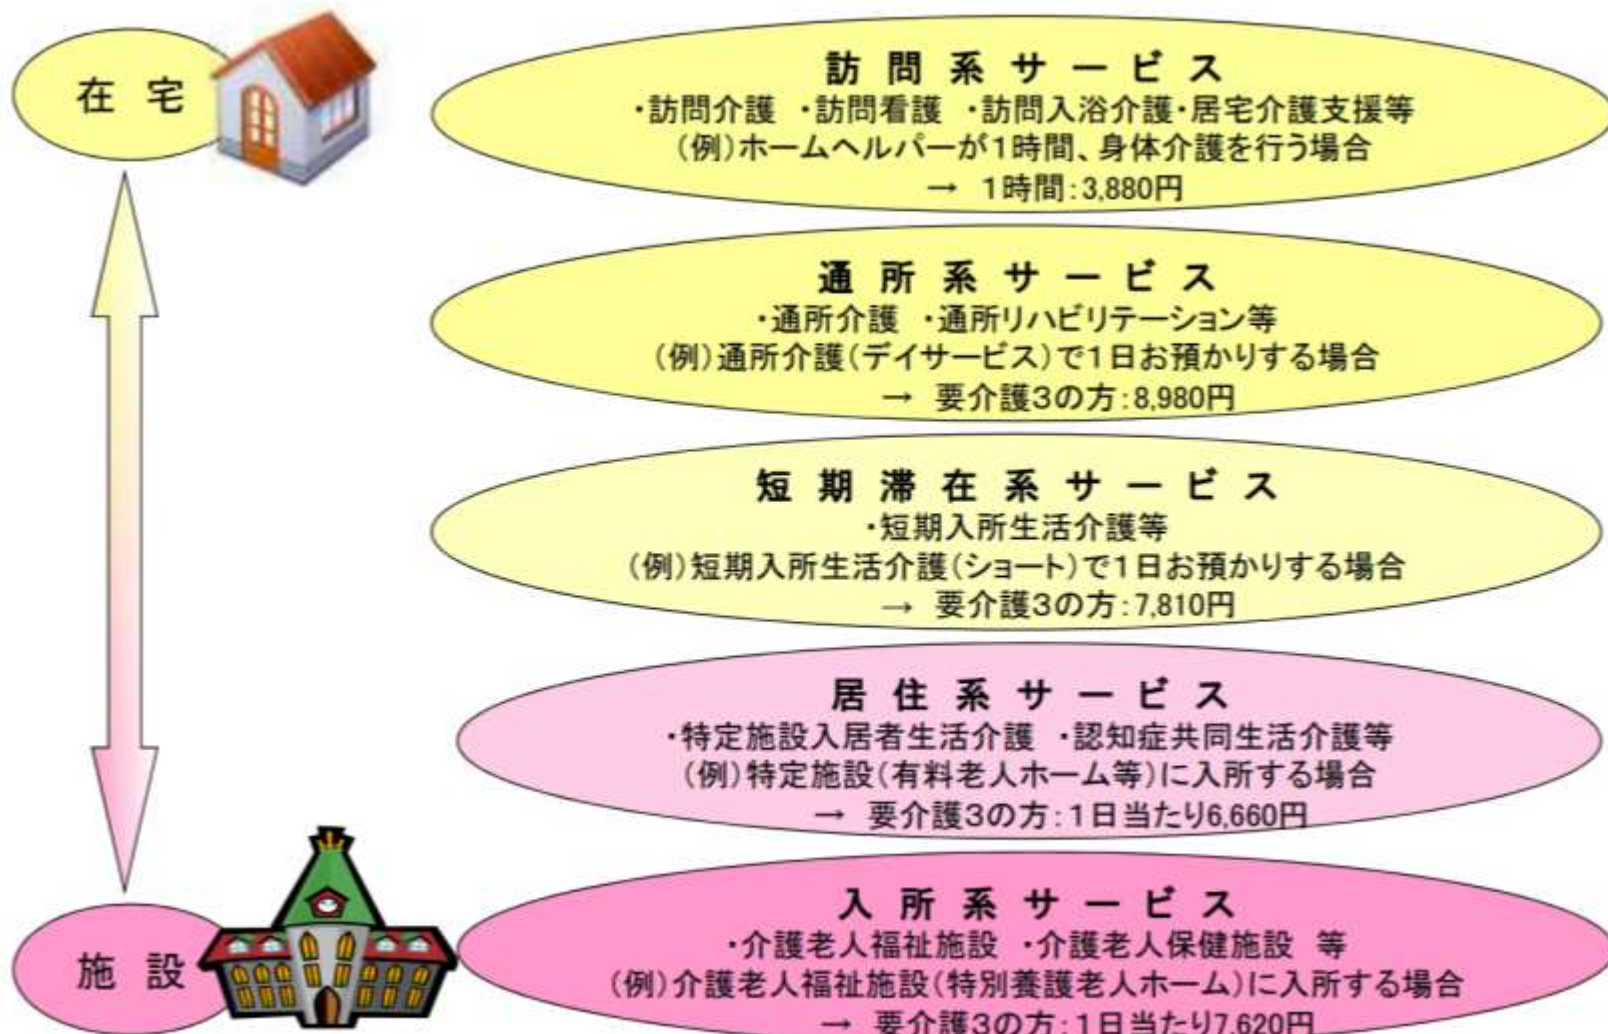 在 宅
訪 問 系 サ ー ビ ス
・訪問介護 ・訪問看護 ・訪問入浴介護・居宅介護支援等
(例)ホームヘルパーが1時間、身体介護を行う場合
→ 1時間:3,880円
通 所 系 サ ー ビ ス
・通所介護 ・通所リハビリテーション等
(例)通所介護(デイサービス)で1日お預かりする場合
→ 要介護3の方:8,980円
短 期 滞 在 系 サ ー ビ ス
・短期入所生活介護等
(例)短期入所生活介護(ショート)で1日お預かりする場合
→ 要介護3の方:7,810円
居 住 系 サ ー ビ ス
・特定施設入居者生活介護 ・認知症共同生活介護等
(例)特定施設(有料老人ホーム等)に入所する場合
→ 要介護3の方:1日当たり6,660円
施 設
入 所 系 サ ー ビ ス
・介護老人福祉施設 ・介護老人保健施設 等
(例)介護老人福祉施設(特別養護老人ホーム)に入所する場合
→ 要介護3の方:1日当たり7,620円